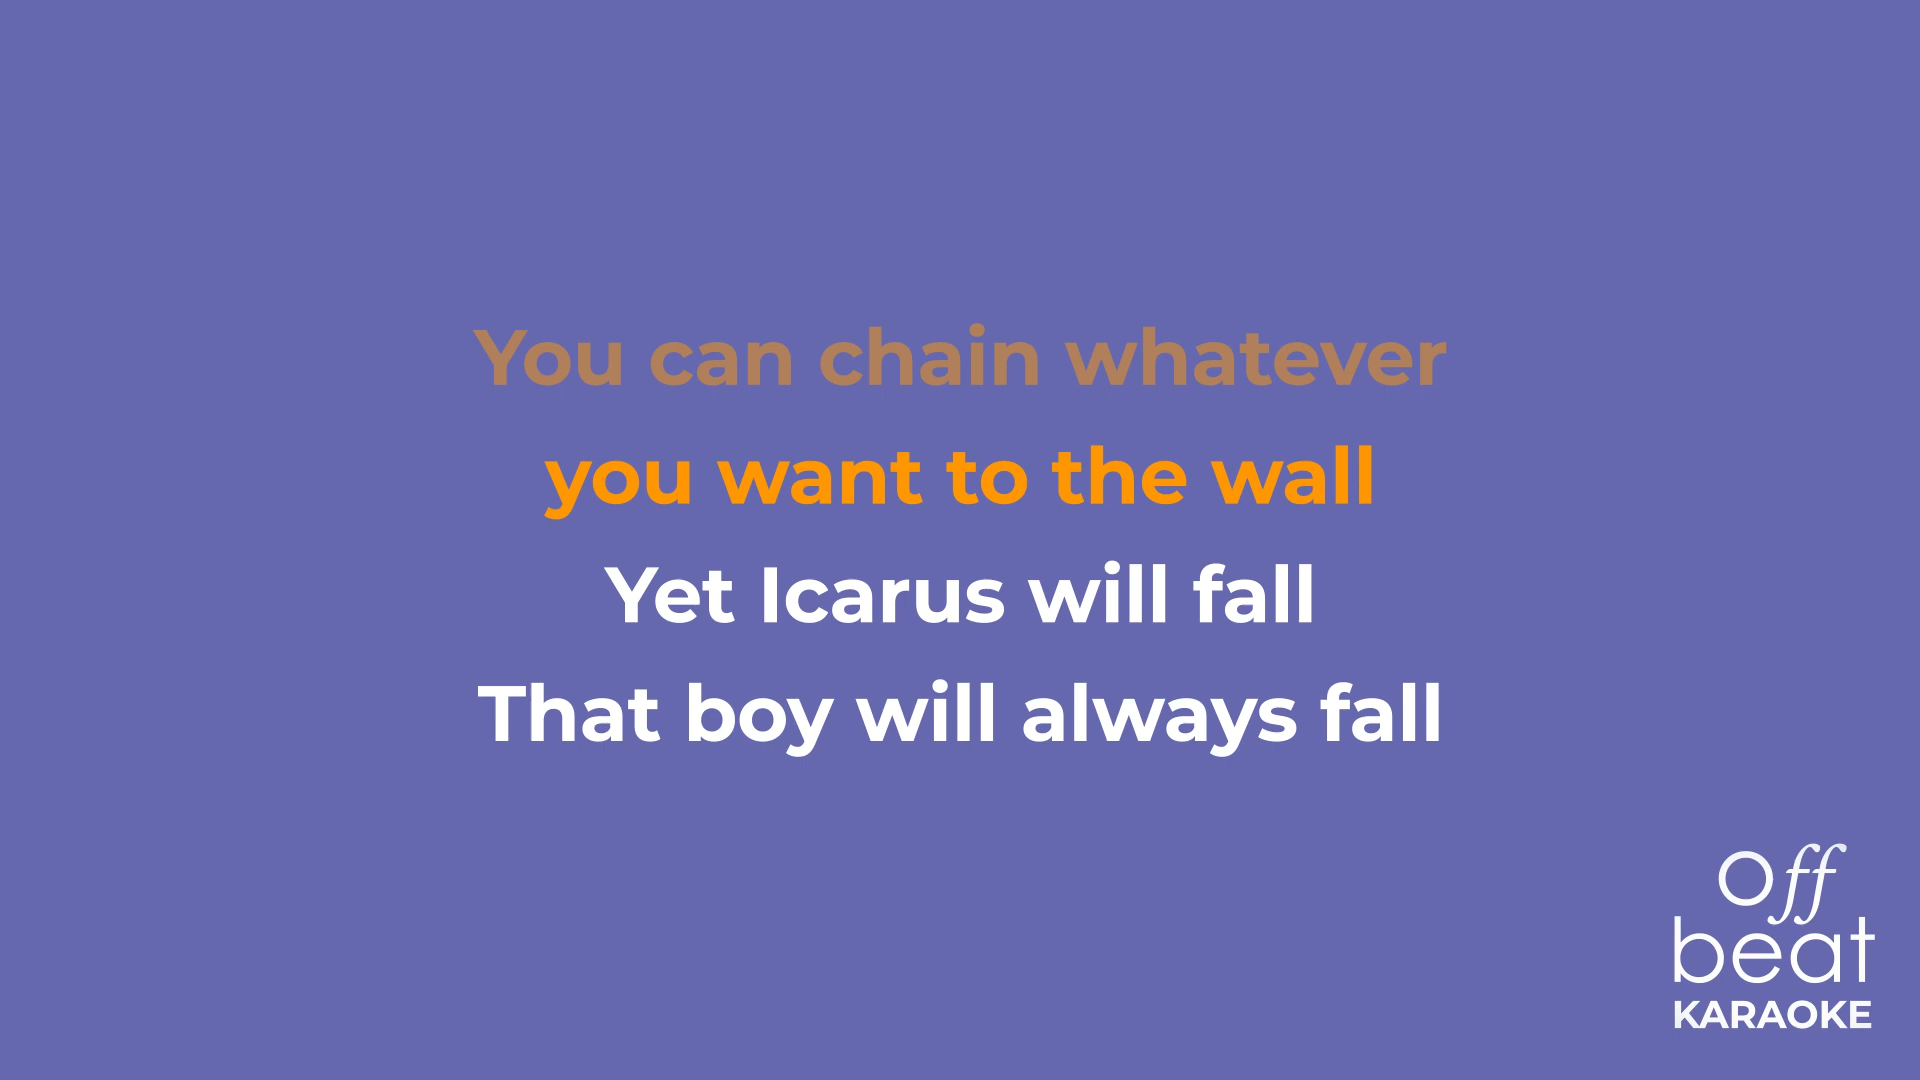 You can chain whatever
you want to the wall
Yet Icarus will fall
That boy will always fall
Off
beat
KARAOKE